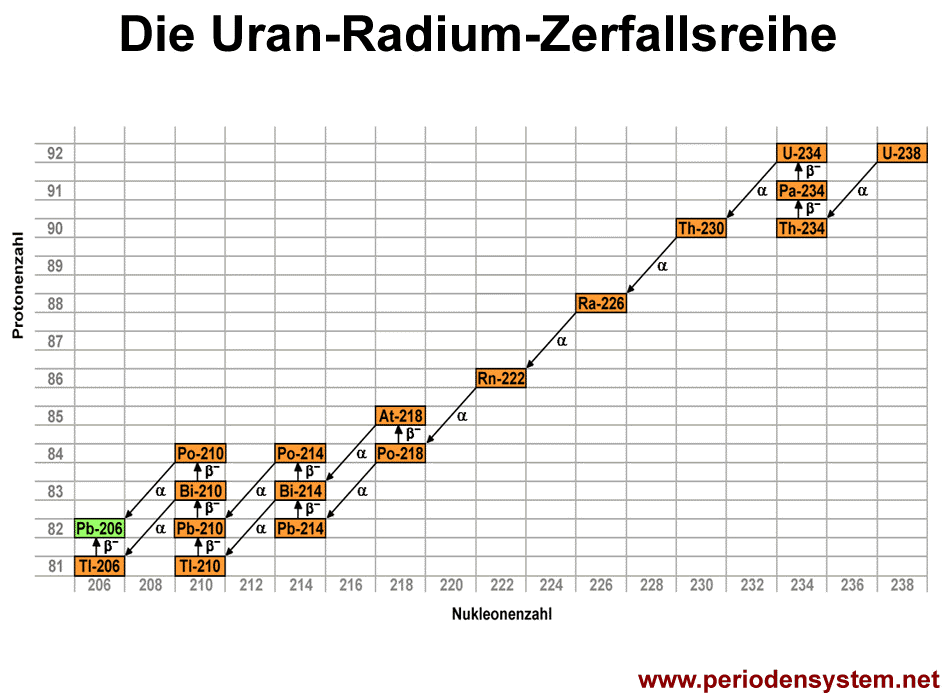 Die Uran-Radium-Zerfallsreihe
92 U-234 U-238
β⁻
91 α Pa-234 α
β⁻
90 Th-230 Th-234
89 α
88 Ra-226
87 α
86 Rn-222
85 At-218 α
β⁻
84 Po-210 Po-214 α Po-218
β⁻ β⁻
83 α Bi-210 α Bi-214 α
β⁻ β⁻
82 Pb-206 α Pb-210 α Pb-214
β⁻ β⁻
81 Tl-206 Tl-210
206 208 210 212 214 216 218 220 222 224 226 228 230 232 234 236 238
Protonenzahl
Nukleonenzahl
www.periodensystem.net